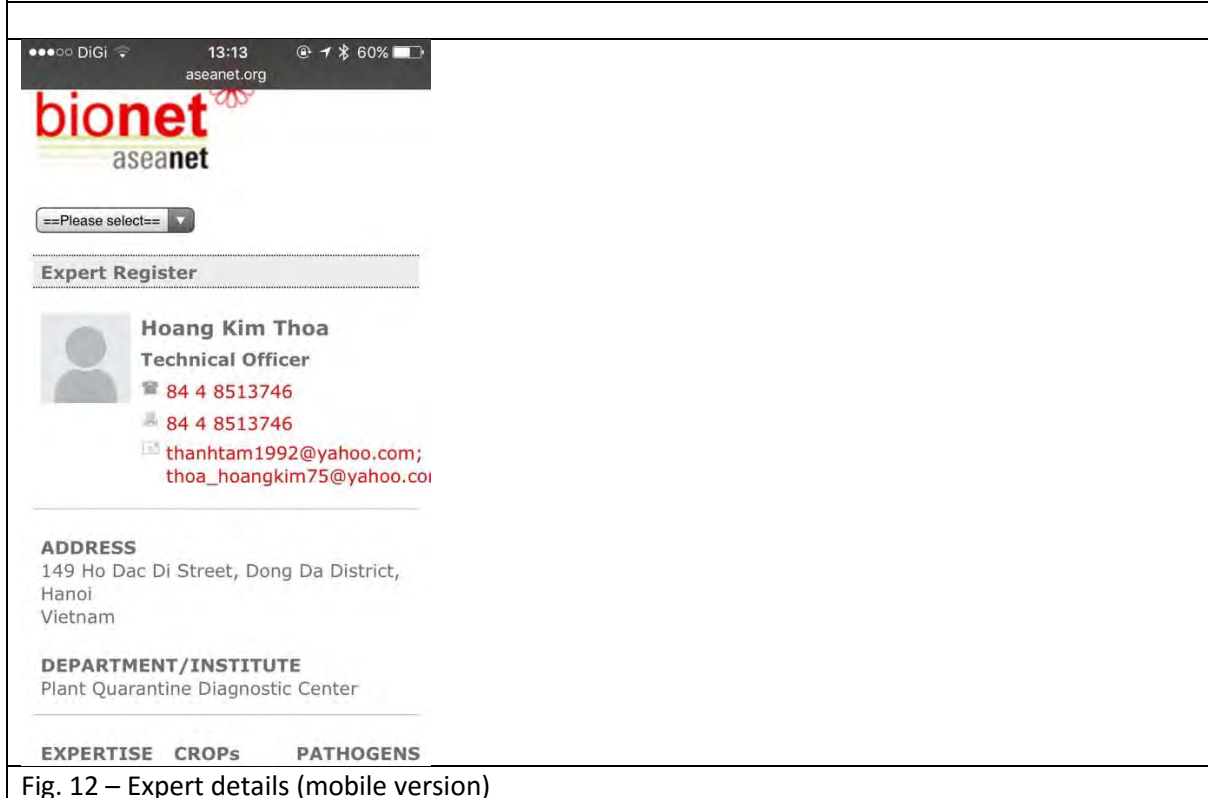 ●●●○○ DiGi 13:13 60%
aseanet.org
bionet
aseanet
==Please select==
Expert Register
Hoang Kim Thoa
Technical Officer
84 4 8513746
84 4 8513746
thanhtam1992@yahoo.com;
thoa_hoangkim75@yahoo.co
ADDRESS
149 Ho Dac Di Street, Dong Da District,
Hanoi
Vietnam
DEPARTMENT/INSTITUTE
Plant Quarantine Diagnostic Center
EXPERTISE CROPs PATHOGENS
Fig. 12 – Expert details (mobile version)